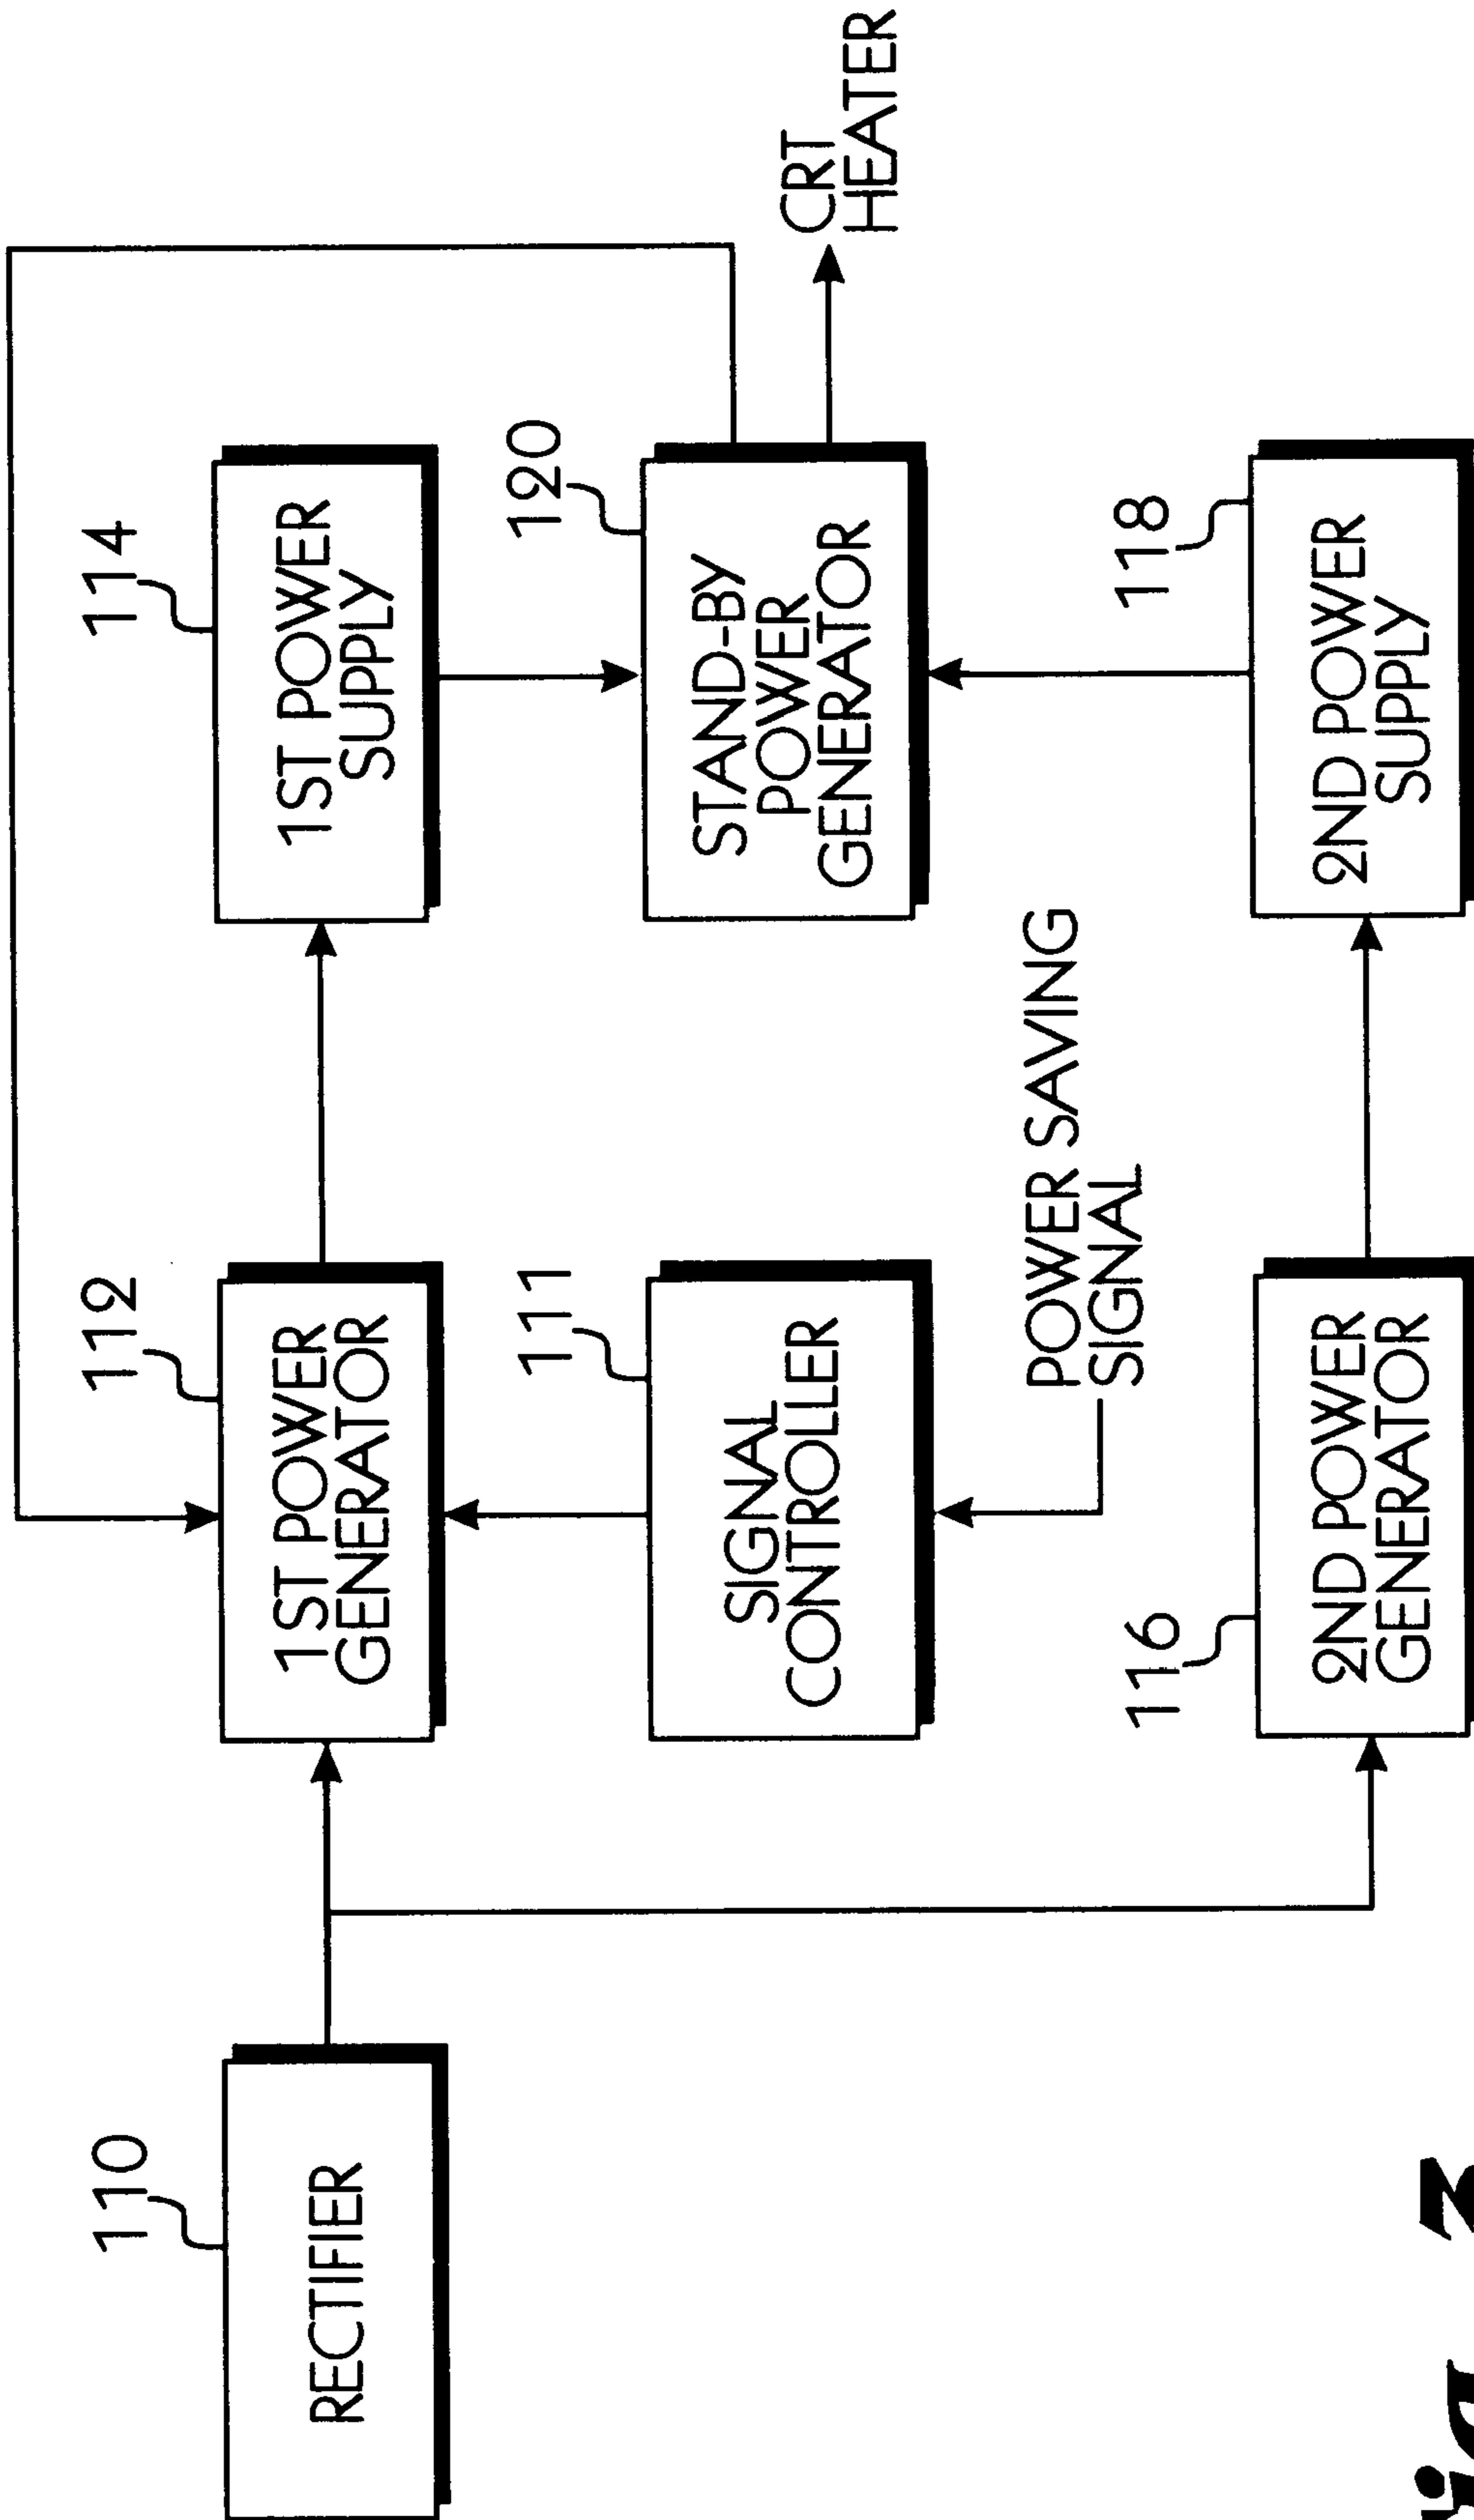 110
RECTIFIER
112
1ST POWER
GENERATOR
114
1ST POWER
SUPPLY
111
SIGNAL
CONTROLLER
120
STAND-BY
POWER
GENERATOR
CRT
HEATER
POWER SAVING
SIGNAL
116
2ND POWER
GENERATOR
118
2ND POWER
SUPPLY